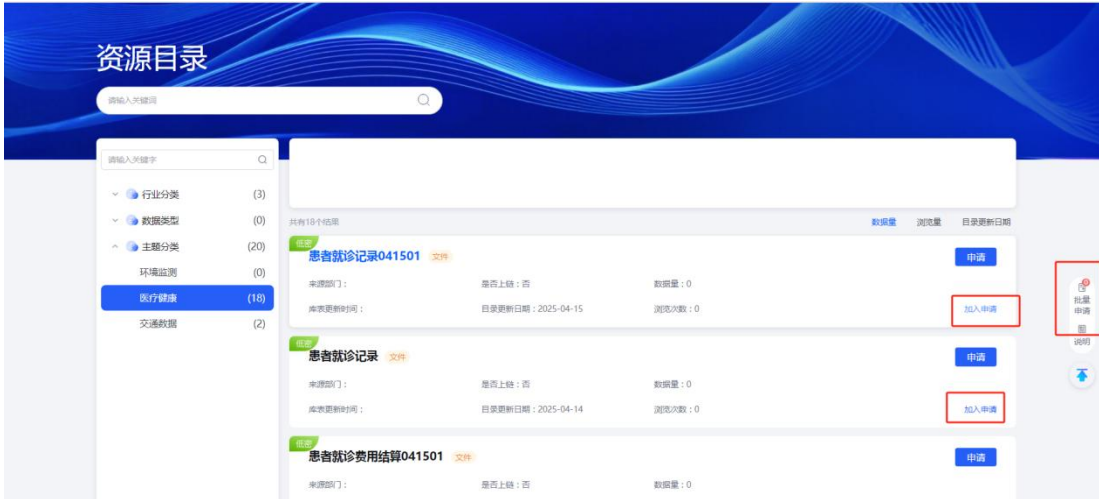 资源目录
请输入关键词
请输入关键字
行业分类 (3)
数据类型 (0)
主题分类 (20)
环境监测 (0)
医疗健康 (18)
交通数据 (2)
共有18个结果 数据量 浏览量 目录更新日期
低密
患者就诊记录041501 文件 申请
来源部门： 是否上链：否 数据量：0
库表更新时间： 目录更新日期：2025-04-15 浏览次数：0 加入申请
低密
患者就诊记录 文件 申请
来源部门： 是否上链：否 数据量：0
库表更新时间： 目录更新日期：2025-04-14 浏览次数：0 加入申请
低密
患者就诊费用结算041501 文件 申请
来源部门： 是否上链：否 数据量：0
0
批量
申请
说明